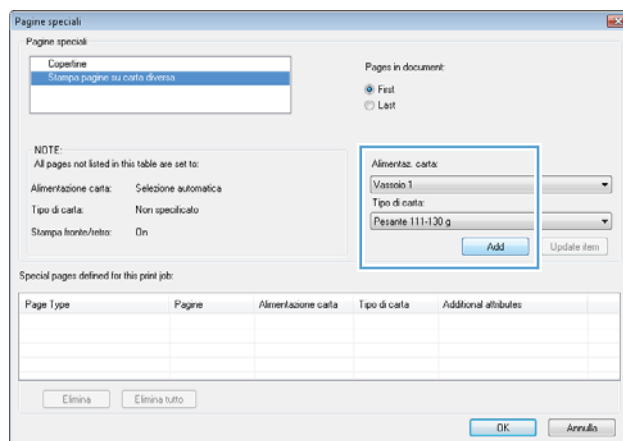 Pagine speciali
Pagine speciali
Copertine
Stampa pagine su carta diversa
Pages in document:
First
Last
NOTE:
All pages not listed in this table are set to:
Alimentazione carta: Selezione automatica
Tipo di carta: Non specificato
Stampa fronte/retro: On
Alimentaz. carta:
Vassoio 1
Tipo di carta:
Pesante 111-130 g
Add Update item
Special pages defined for this print job:
Page Type Pagine Alimentazione carta Tipo di carta Additional attributes
Elimina Elimina tutto
OK Annulla